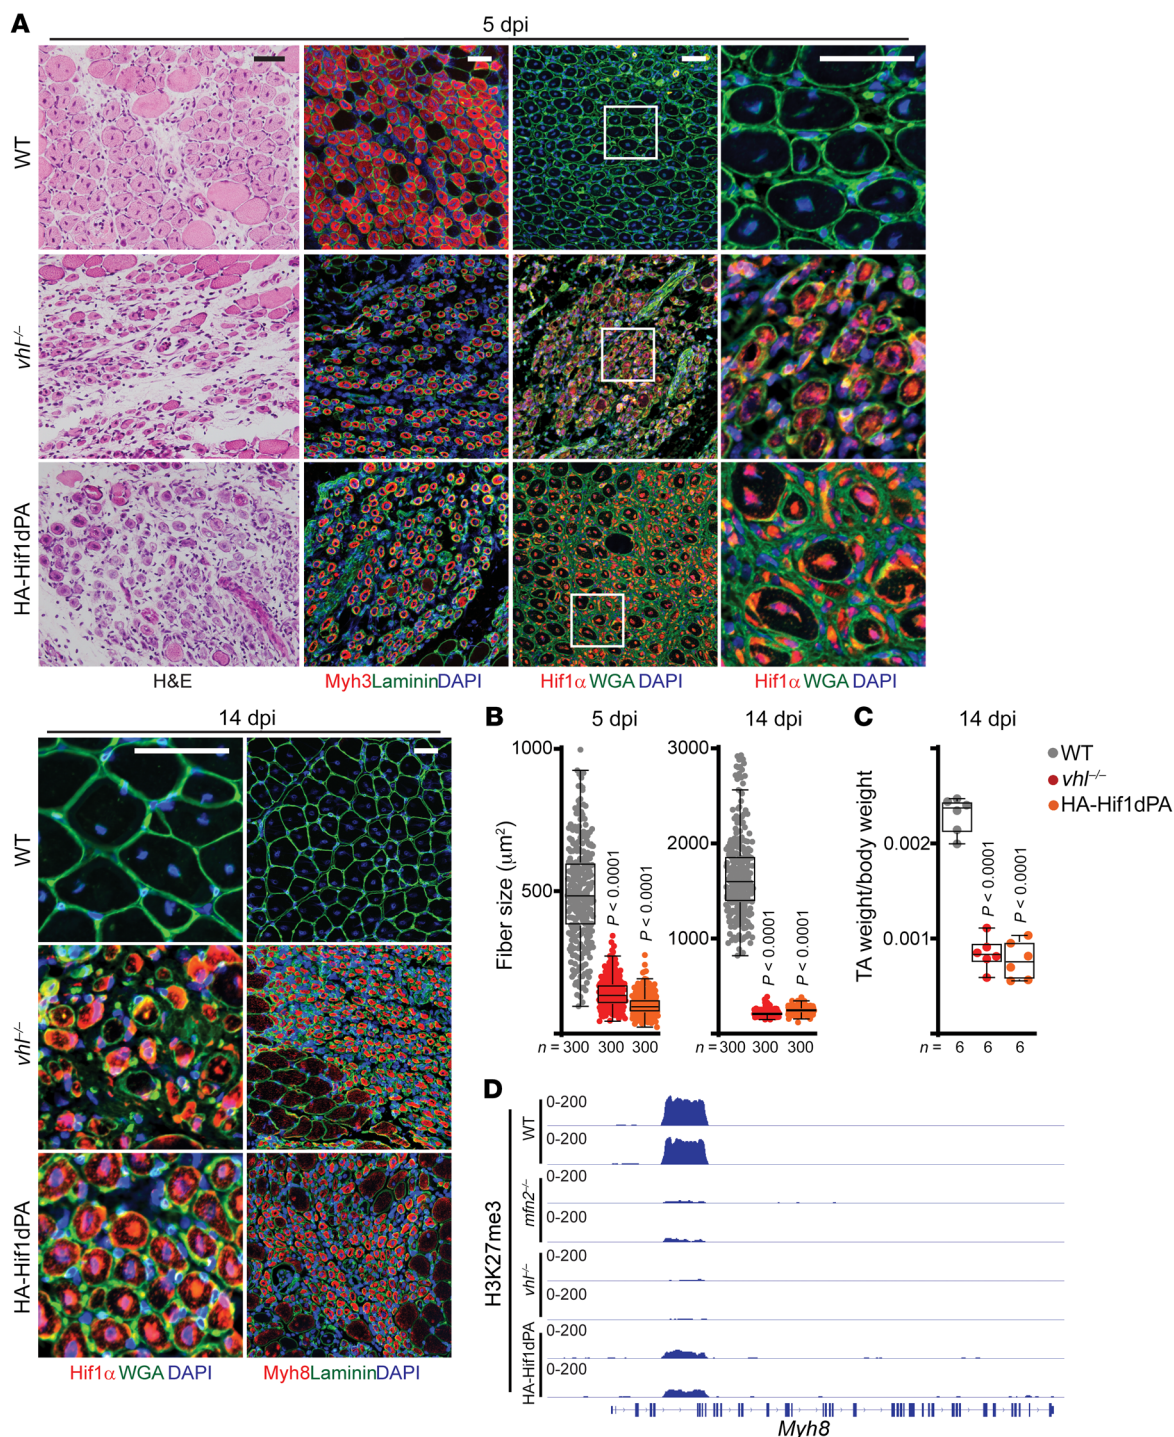 A
5 dpi
WT
vhl–/–
HA-Hif1dPA
H&E
Myh3LamininDAPI
Hif1α WGA DAPI
Hif1α WGA DAPI
14 dpi
WT
vhl–/–
HA-Hif1dPA
Hif1α WGA DAPI
Myh8LamininDAPI
B
5 dpi
14 dpi
Fiber size (µm²)
1000
500
P < 0.0001
P < 0.0001
n = 300 300 300
3000
2000
1000
P < 0.0001
P < 0.0001
n = 300 300 300
C
14 dpi
TA weight/body weight
0.002
0.001
P < 0.0001
P < 0.0001
n = 6 6 6
WT
vhl–/–
HA-Hif1dPA
D
H3K27me3
WT
0-200
0-200
mfn2–/–
0-200
0-200
vhl–/–
0-200
0-200
HA-Hif1dPA
0-200
0-200
Myh8